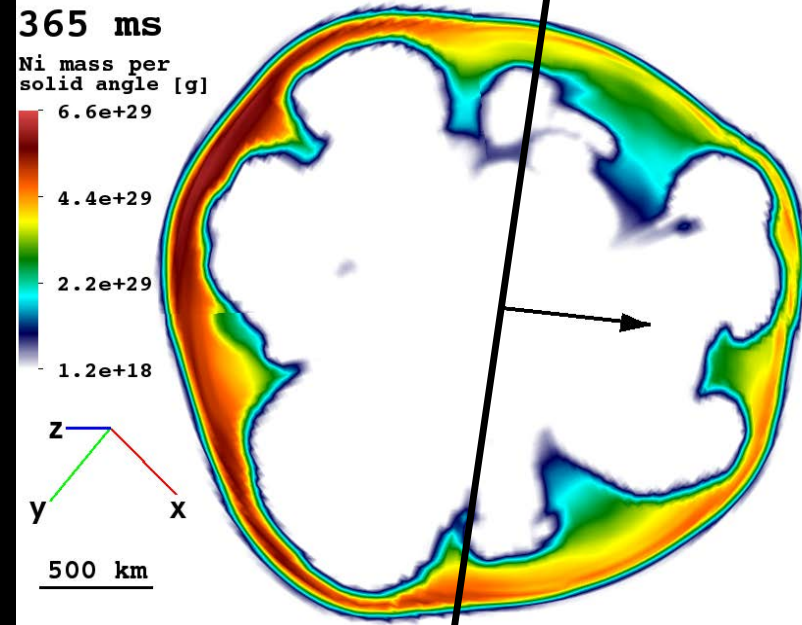 365 ms
Ni mass per
solid angle [g]
6.6e+29
4.4e+29
2.2e+29
1.2e+18
z
y
x
500 km